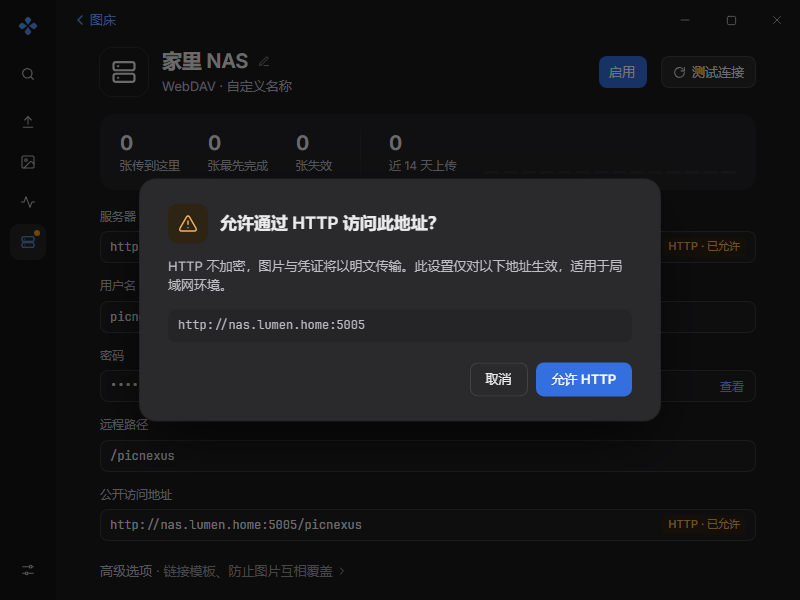 图床
家里 NAS
WebDAV · 自定义名称
启用
测试连接
0
张传到这里
0
张最先完成
0
张失效
0
近 14 天上传
服务器
http
HTTP · 已允许
允许通过 HTTP 访问此地址?
HTTP 不加密，图片与凭证将以明文传输。此设置仅对以下地址生效，适用于局
域网环境。
http://nas.lumen.home:5005
取消
允许 HTTP
用户名
picn
密码
查看
远程路径
/picnexus
公开访问地址
http://nas.lumen.home:5005/picnexus
HTTP · 已允许
高级选项 · 链接模板、防止图片互相覆盖